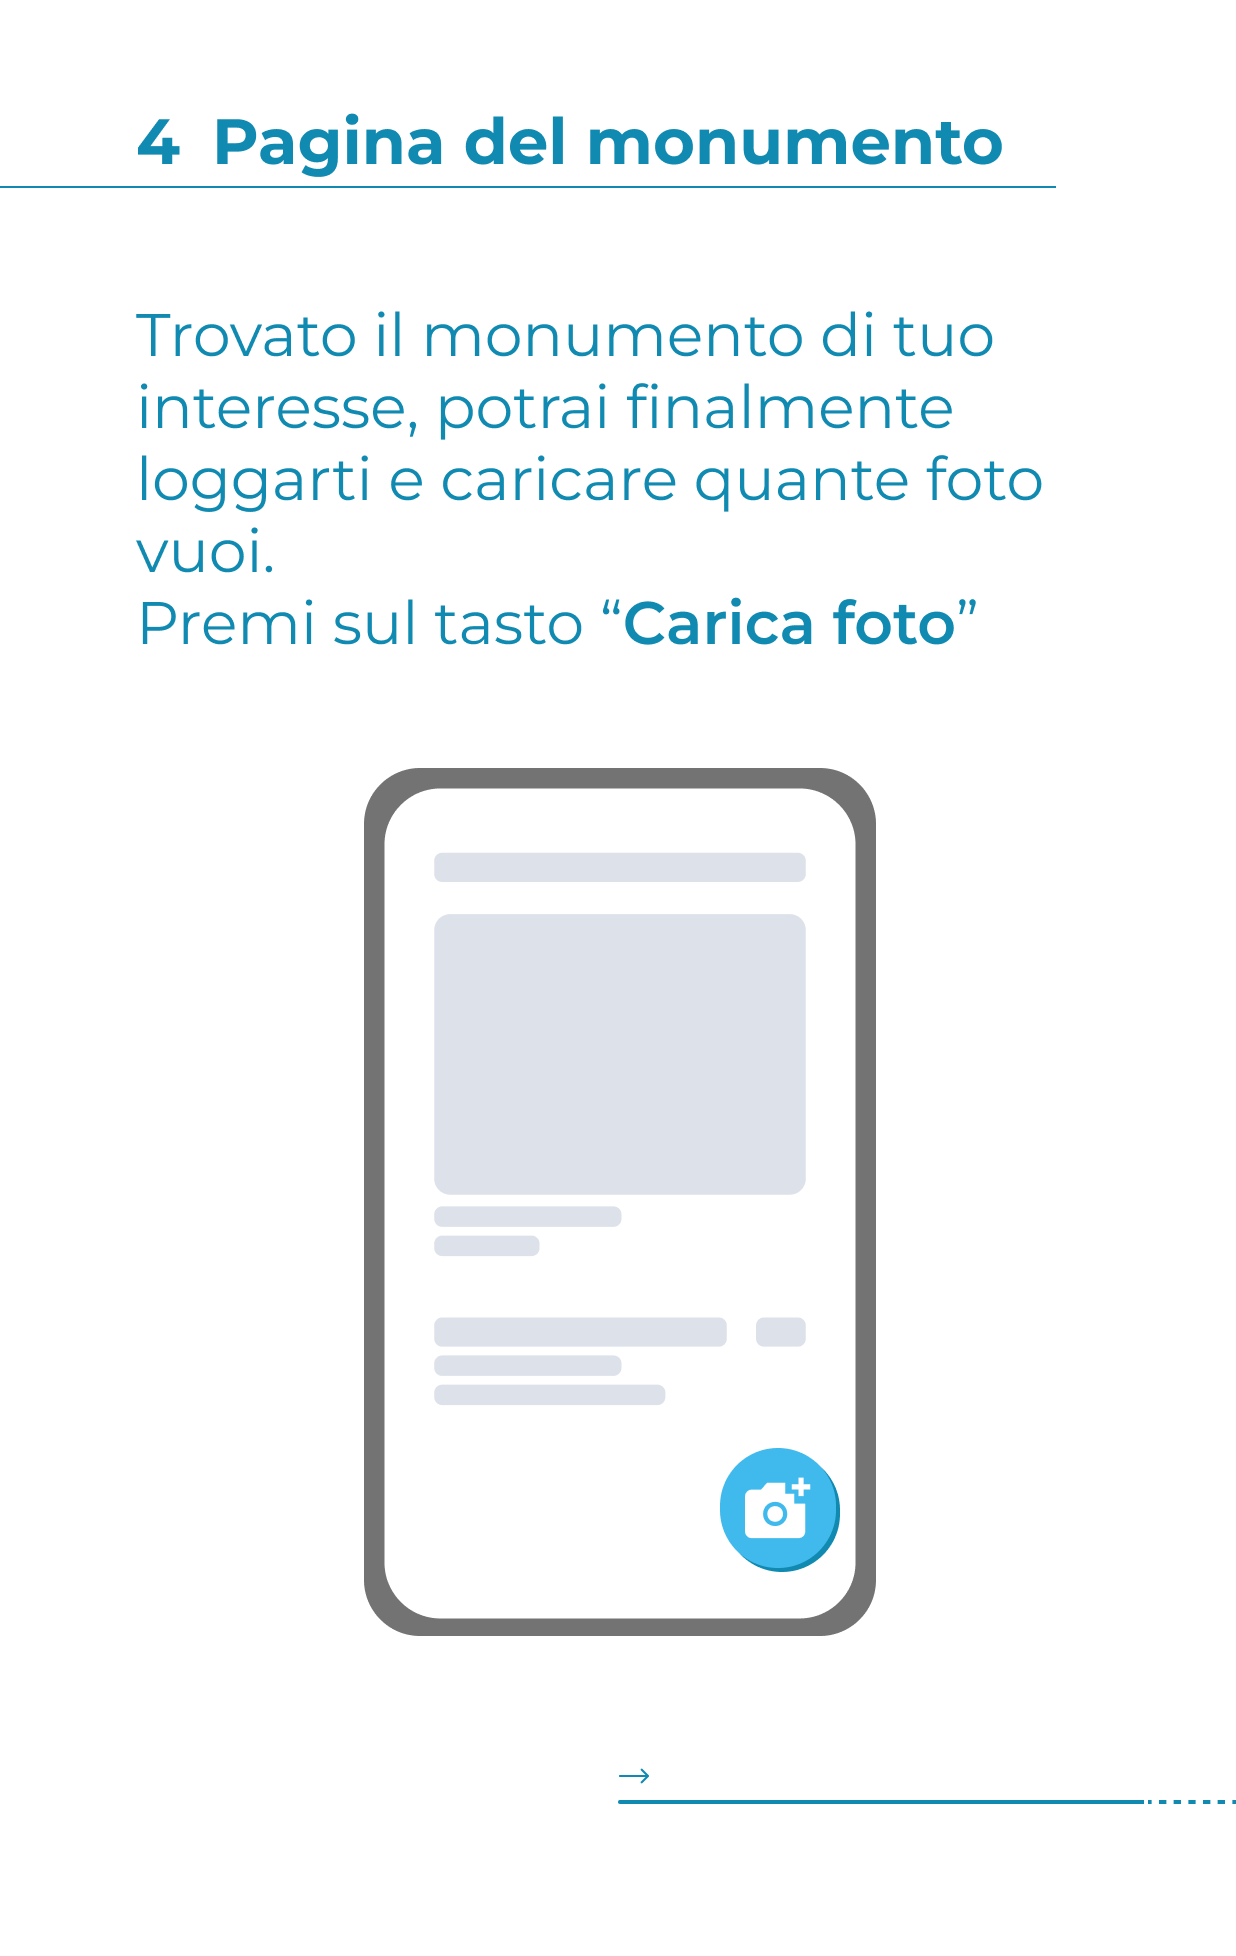 4 Pagina del monumento
Trovato il monumento di tuo
interesse, potrai finalmente
loggarti e caricare quante foto
vuoi.
Premi sul tasto “Carica foto”